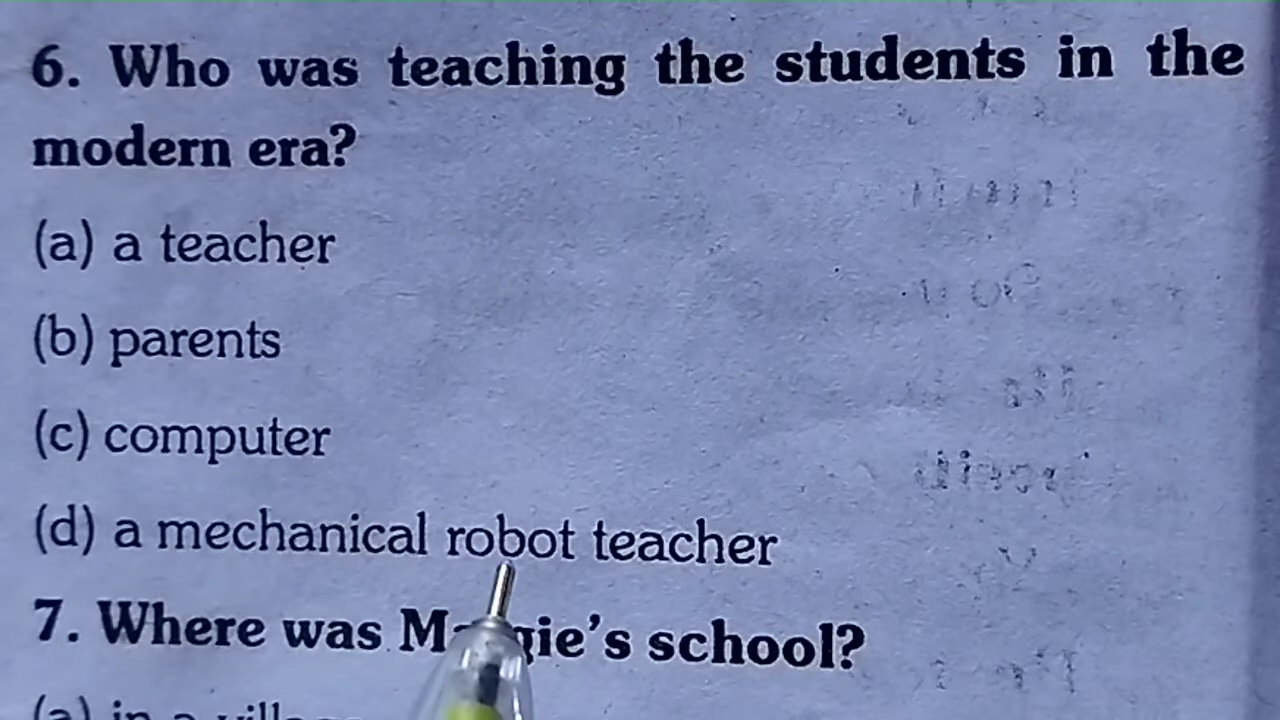 6. Who was teaching the students in the
modern era?
(a) a teacher
(b) parents
(c) computer
(d) a mechanical robot teacher
7. Where was school?
(a) in a